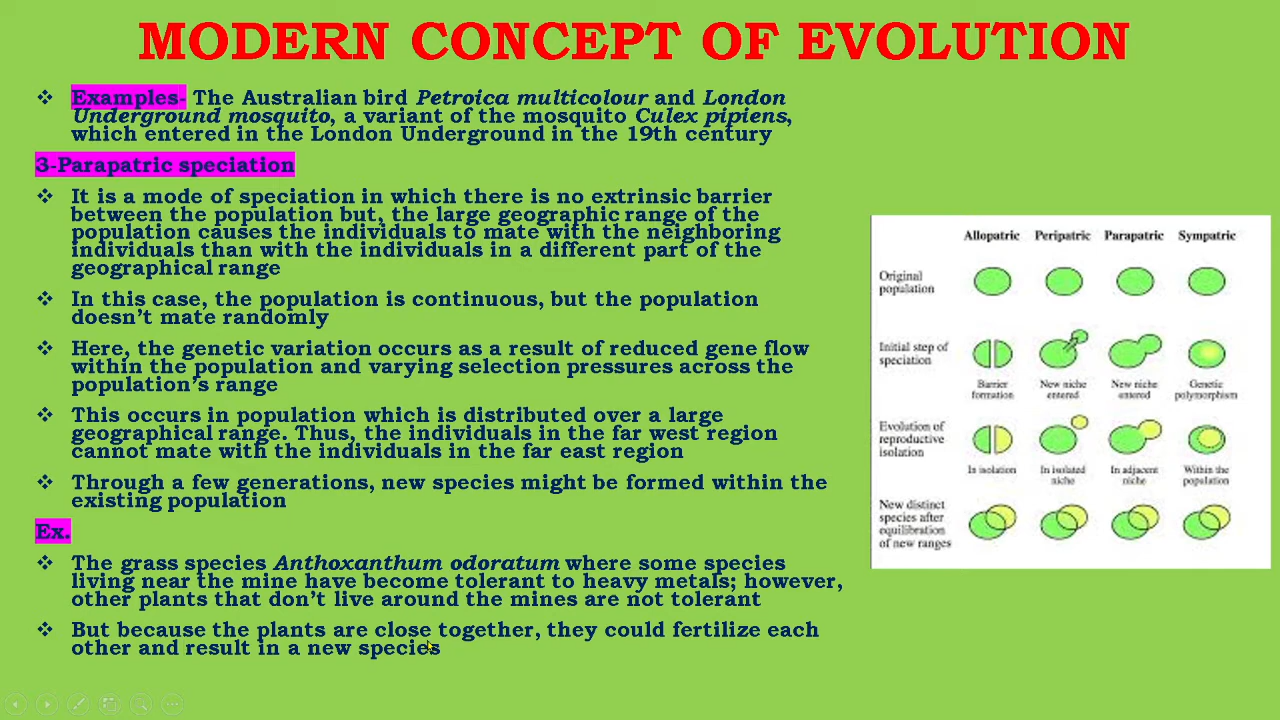 MODERN CONCEPT OF EVOLUTION
❖ Examples- The Australian bird Petroica multicolour and London
Underground mosquito, a variant of the mosquito Culex pipiens,
which entered in the London Underground in the 19th century
3-Parapatric speciation
❖ It is a mode of speciation in which there is no extrinsic barrier
between the population but, the large geographic range of the
population causes the individuals to mate with the neighboring
individuals than with the individuals in a different part of the
geographical range
❖ In this case, the population is continuous, but the population
doesn't mate randomly
❖ Here, the genetic variation occurs as a result of reduced gene flow
within the population and varying selection pressures across the
population's range
❖ This occurs in population which is distributed over a large
geographical range. Thus, the individuals in the far west region
cannot mate with the individuals in the far east region
❖ Through a few generations, new species might be formed within the
existing population
Ex.
❖ The grass species Anthoxanthum odoratum where some species
living near the mine have become tolerant to heavy metals; however,
other plants that don't live around the mines are not tolerant
❖ But because the plants are close together, they could fertilize each
other and result in a new species
Allopatric Peripatric Parapatric Sympatric
Original
population
Initial step of
speciation
Barrier
formation
New niche
entered
New niche
entered
Genetic
polymorphism
Evolution of
reproductive
isolation
In isolation
In isolated
niche
In adjacent
niche
Within the
population
New distinct
species after
equilibration
of new ranges